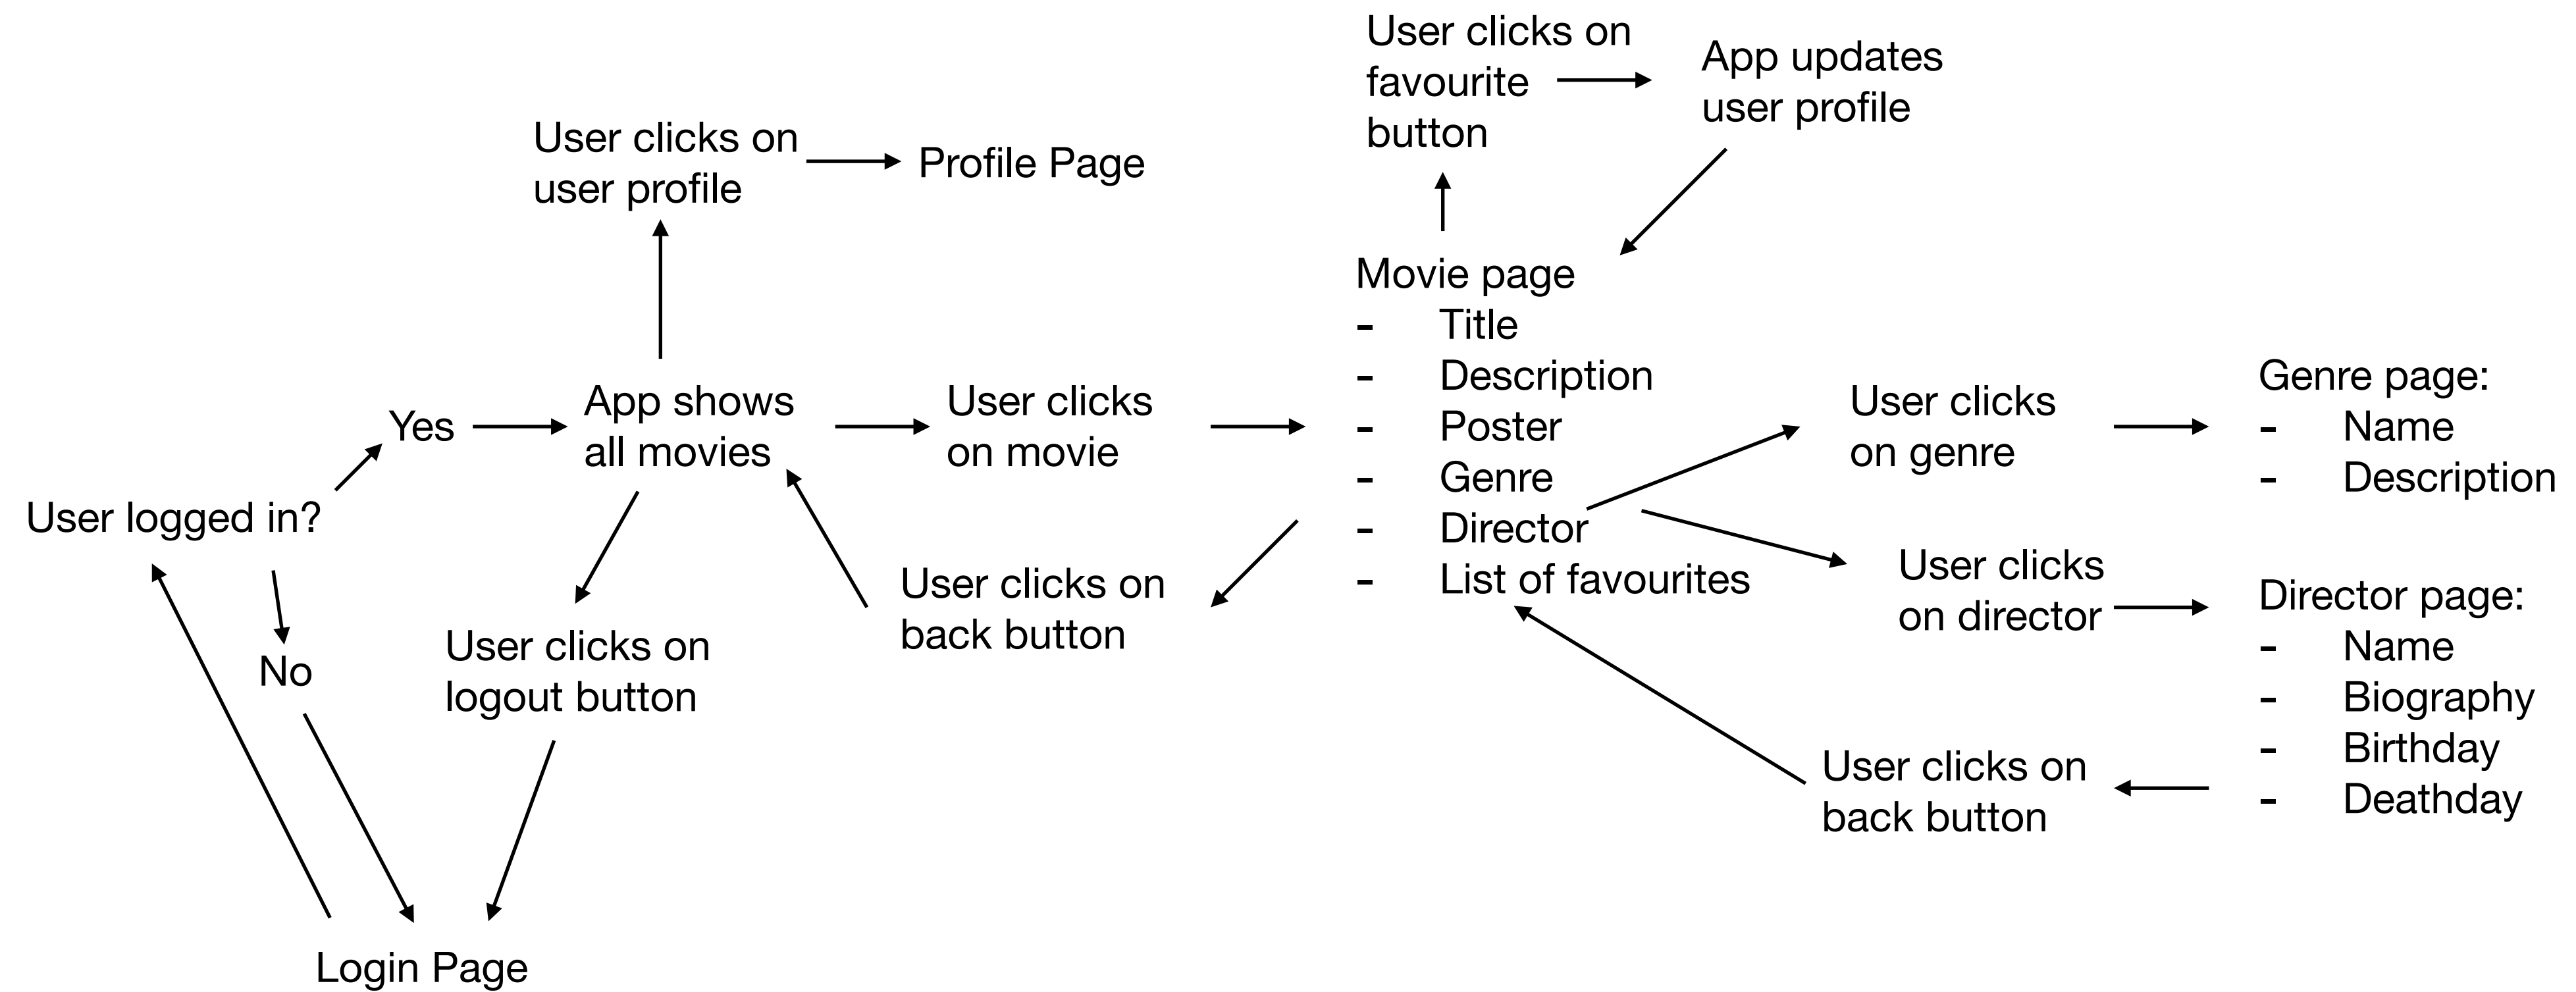 User clicks on
favourite
button
App updates
user profile
User clicks on
user profile
Profile Page
Movie page
- Title
- Description
- Poster
- Genre
- Director
- List of favourites
Yes
App shows
all movies
User clicks
on movie
User clicks
on genre
Genre page:
- Name
- Description
User logged in?
No
User clicks on
logout button
User clicks on
back button
User clicks
on director
Director page:
- Name
- Biography
- Birthday
- Deathday
User clicks on
back button
Login Page